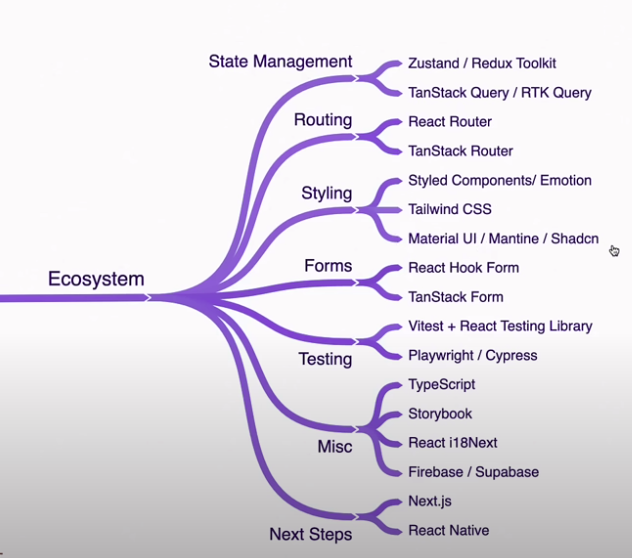 Ecosystem
State Management
Zustand / Redux Toolkit
TanStack Query / RTK Query
Routing
React Router
TanStack Router
Styling
Styled Components/ Emotion
Tailwind CSS
Material UI / Mantine / Shadcn
Forms
React Hook Form
TanStack Form
Testing
Vitest + React Testing Library
Playwright / Cypress
Misc
TypeScript
Storybook
React i18Next
Firebase / Supabase
Next Steps
Next.js
React Native